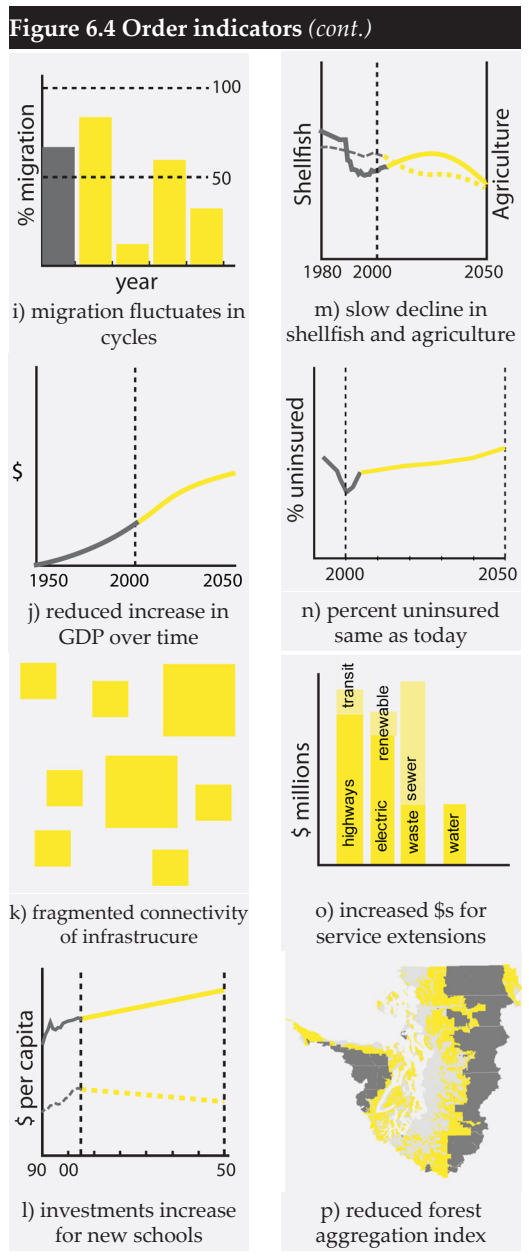 Figure 6.4 Order indicators (cont.)
% migration
100
50
year
i) migration fluctuates in
cycles
Shellfish
Agriculture
1980 2000 2050
m) slow decline in
shellfish and agriculture
$
1950 2000 2050
j) reduced increase in
GDP over time
% uninsured
2000 2050
n) percent uninsured
same as today
k) fragmented connectivity
of infrastrucure
$ millions
highways
transit
electric
renewable
waste
sewer
water
o) increased $s for
service extensions
$ per capita
90 00 50
l) investments increase
for new schools
p) reduced forest
aggregation index